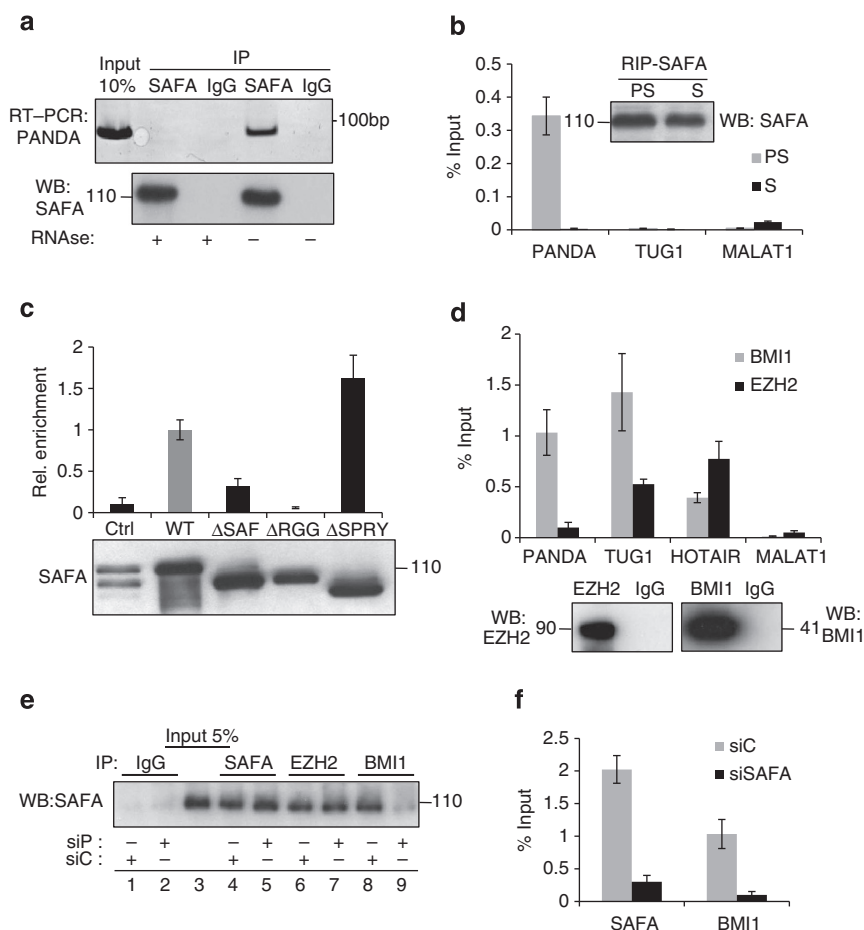 a
IP
Input
10%
SAFA IgG SAFA IgG
RT–PCR:
PANDA
100bp
WB:
SAFA
110
RNAse: + + – –
b
0.5
0.4
0.3
0.2
0.1
0
% Input
RIP-SAFA
PS S
110
WB: SAFA
PS
S
PANDA TUG1 MALAT1
c
2
1.5
1
0.5
0
Rel. enrichment
Ctrl WT ΔSAF ΔRGG ΔSPRY
SAFA
110
d
2
1.5
1
0.5
0
% Input
BMI1
EZH2
PANDA TUG1 HOTAIR MALAT1
EZH2 IgG BMI1 IgG
WB:
EZH2
90
41
WB:
BMI1
e
Input 5%
IP: IgG SAFA EZH2 BMI1
WB:SAFA
110
siP : – + – – + – + – +
siC : + – – + – + – + –
1 2 3 4 5 6 7 8 9
f
2.5
2
1.5
1
0.5
0
% Input
siC
siSAFA
SAFA BMI1